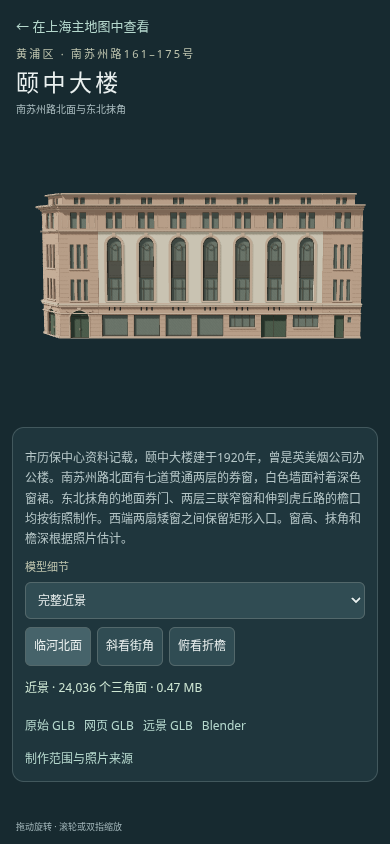 ← 在上海主地图中查看
黄浦区 · 南苏州路161–175号
颐中大楼
南苏州路北面与东北抹角
市历保中心资料记载，颐中大楼建于1920年，曾是英美烟公司办
公楼。南苏州路北面有七道贯通两层的券窗，白色墙面衬着深色
窗裙。东北抹角的地面券门、两层三联窄窗和伸到虎丘路的檐口
均按街照制作。西端两扇矮窗之间保留矩形入口。窗高、抹角和
檐深根据照片估计。
模型细节
完整近景
临河北面 斜看街角 俯看折檐
近景 · 24,036 个三角面 · 0.47 MB
原始 GLB 网页 GLB 远景 GLB Blender
制作范围与照片来源
拖动旋转 · 滚轮或双指缩放